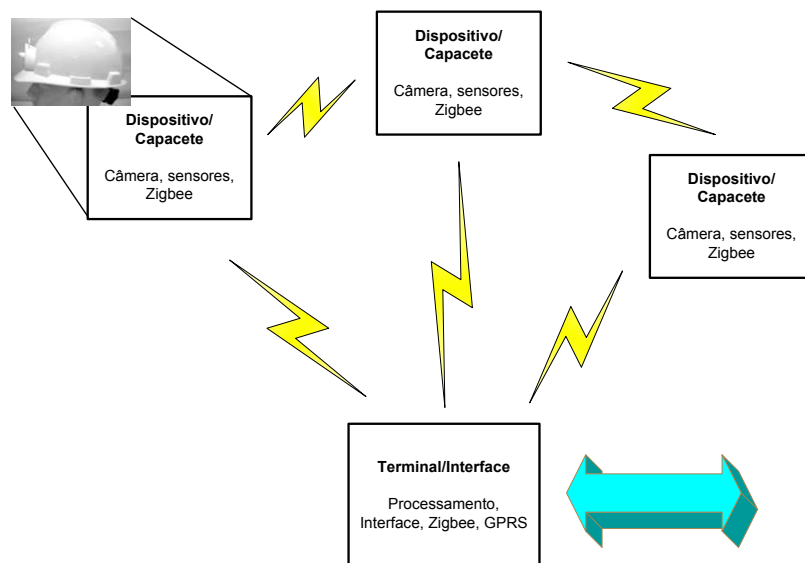 Dispositivo/
Capacete
Câmera, sensores,
Zigbee
Dispositivo/
Capacete
Câmera, sensores,
Zigbee
Dispositivo/
Capacete
Câmera, sensores,
Zigbee
Terminal/Interface
Processamento,
Interface, Zigbee, GPRS